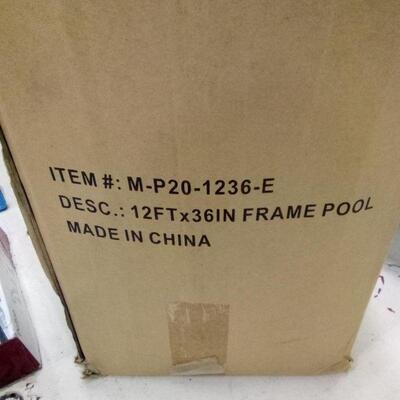 ITEM #: M-P20-1236-E
DESC.: 12FTx36IN FRAME POOL
MADE IN CHINA